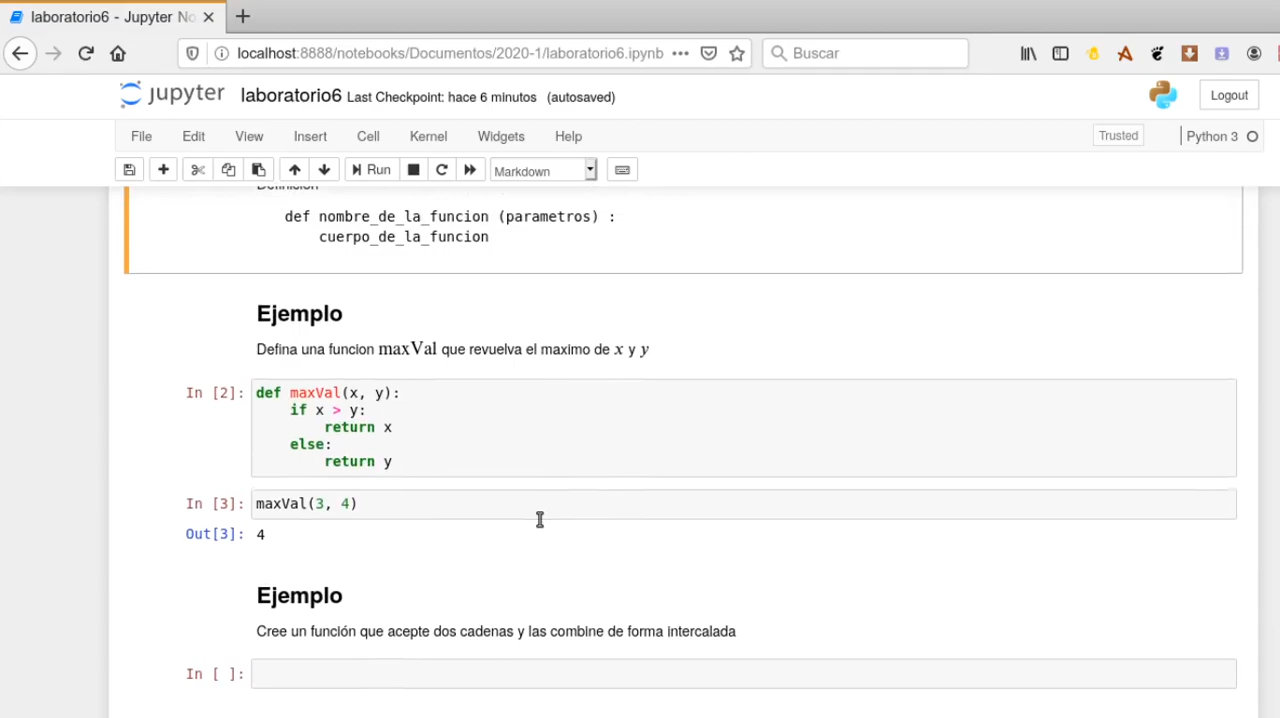 laboratorio6 - Jupyter No
localhost:8888/notebooks/Documentos/2020-1/laboratorio6.ipynb
Buscar
jupyter laboratorio6 Last Checkpoint: hace 6 minutos (autosaved)
Logout
File Edit View Insert Cell Kernel Widgets Help
Trusted
Python 3
Run
Markdown
Definición
def nombre_de_la_funcion (parametros) :
cuerpo_de_la_funcion
Ejemplo
Defina una funcion maxVal que revuelva el maximo de x y y
In [2]: def maxVal(x, y):
if x > y:
return x
else:
return y
In [3]: maxVal(3, 4)
Out[3]: 4
Ejemplo
Cree un función que acepte dos cadenas y las combine de forma intercalada
In [ ]: